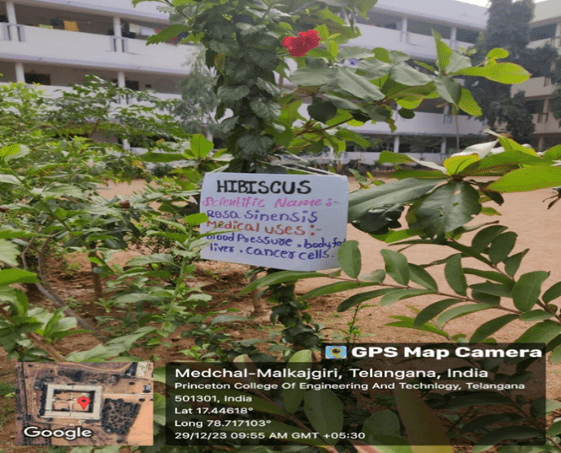 HIBISCUS
Scientific Name:-
Rosa Sinensis
Medical uses:-
Blood Pressure, body fat
liver, cancer cells.
GPS Map Camera
Medchal-Malkajgiri, Telangana, India
Princeton College Of Engineering And Technlogy, Telangana
501301, India
Lat 17.44618°
Long 78.717103°
29/12/23 09:55 AM GMT +05:30
Google